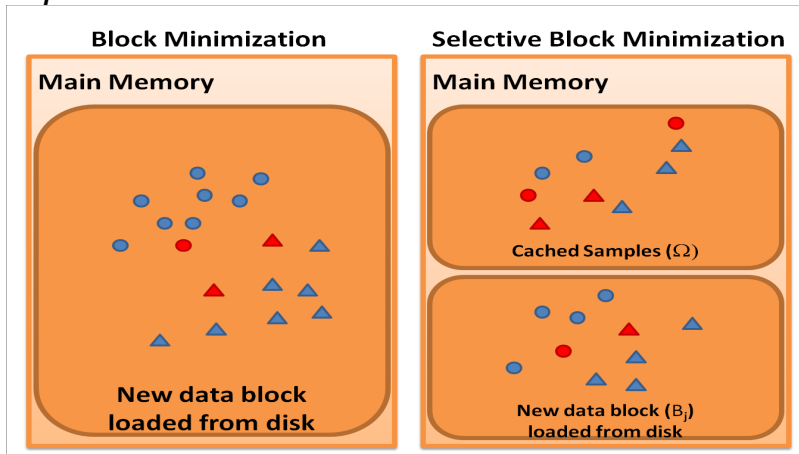 Block Minimization
Main Memory
New data block
loaded from disk
Selective Block Minimization
Main Memory
Cached Samples (Ω)
New data block (Bj)
loaded from disk